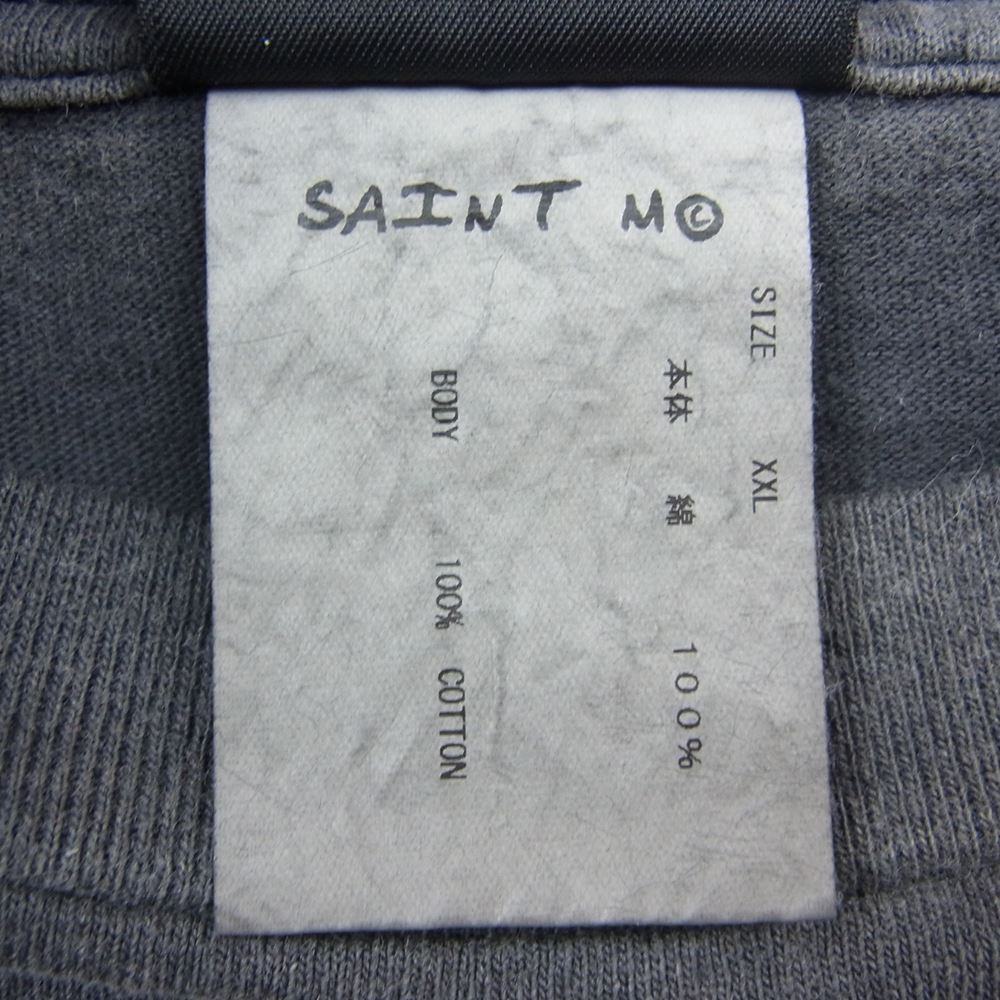 SAINT M©
SIZE XXL
本体 綿 100%
BODY 100% COTTON